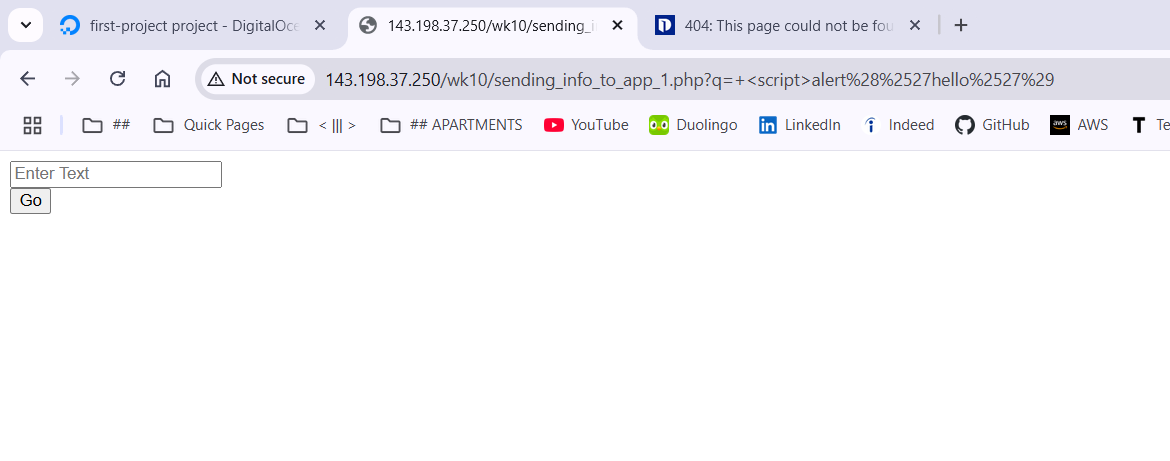 first-project project - DigitalOce
143.198.37.250/wk10/sending_i
404: This page could not be fou
Not secure
143.198.37.250/wk10/sending_info_to_app_1.php?q=+<script>alert%28%2527hello%2527%29
##
Quick Pages
< ||| >
## APARTMENTS
YouTube
Duolingo
LinkedIn
Indeed
GitHub
aws
AWS
T
Te
Enter Text
Go